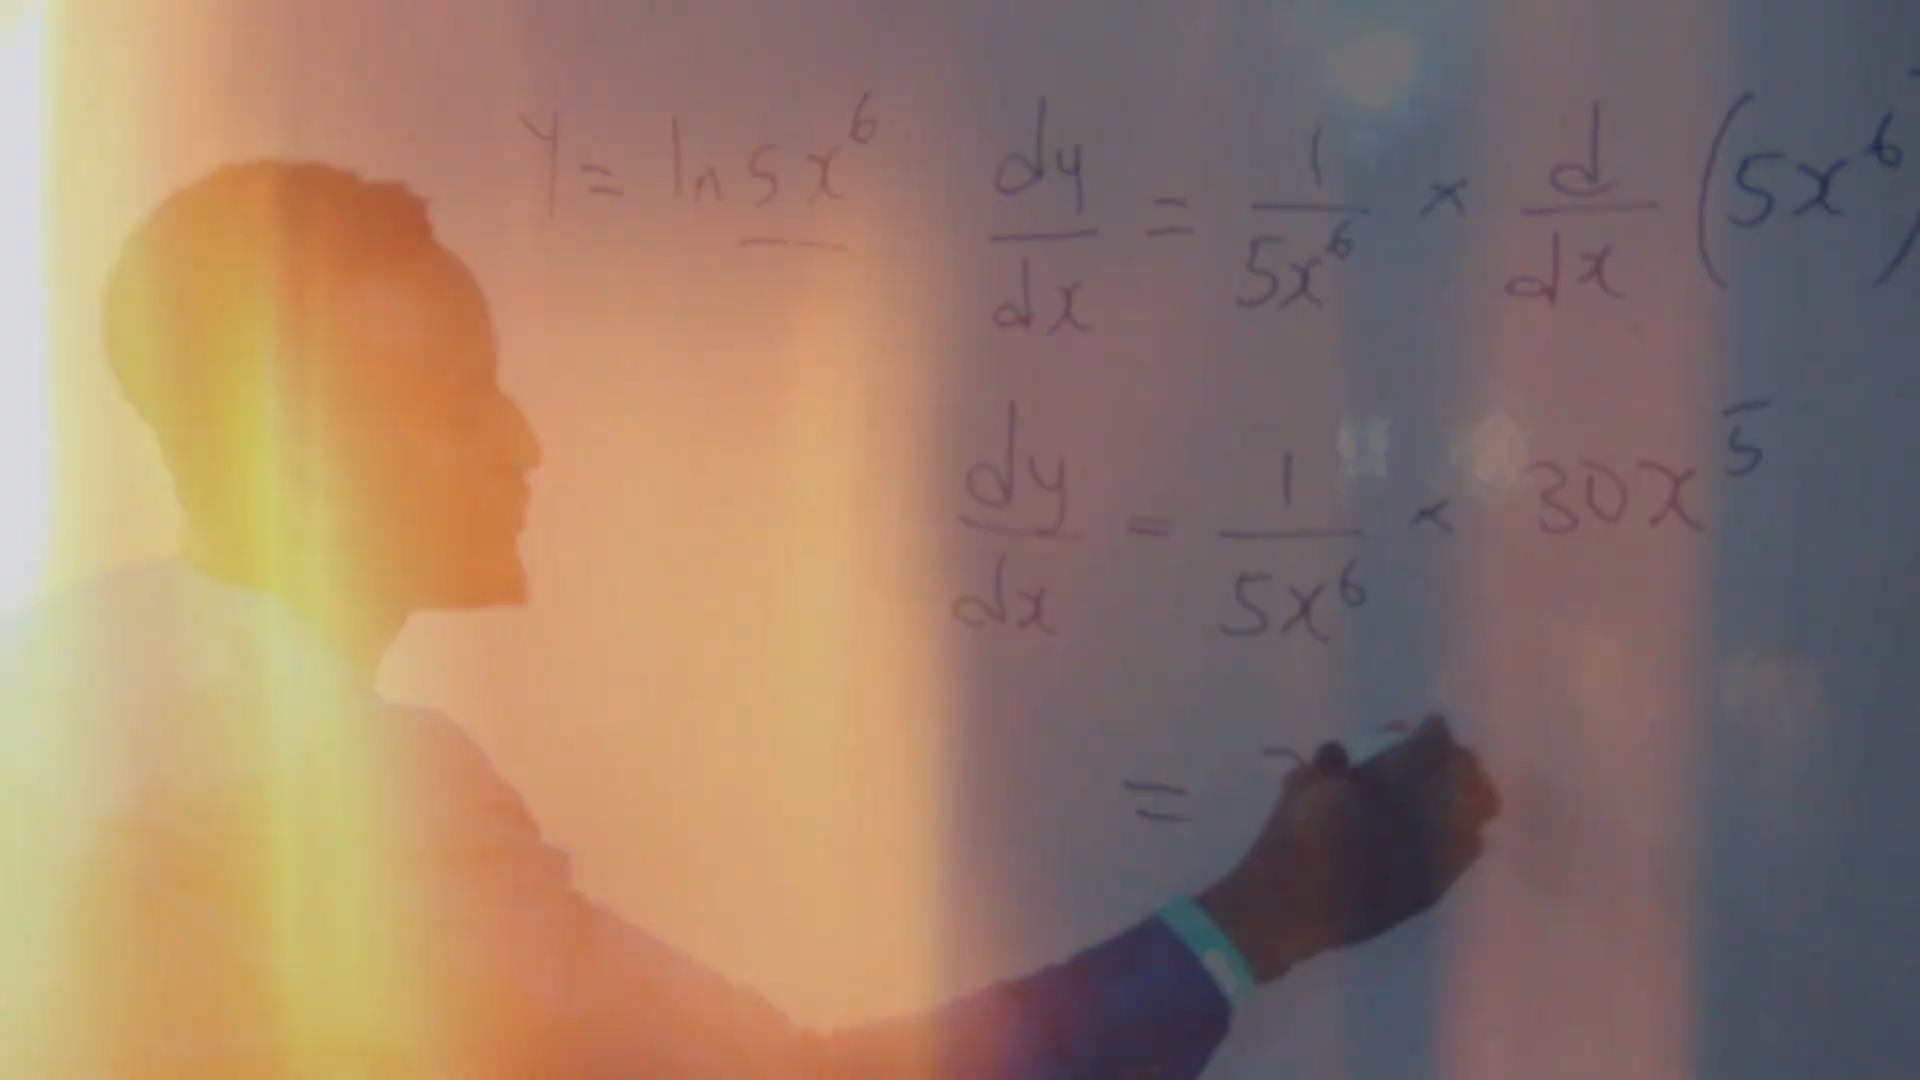 y = ln 5x⁶ dy/dx = 1/5x⁶ × d/dx (5x⁶)
dy/dx = 1/5x⁶ × 30x⁵
=